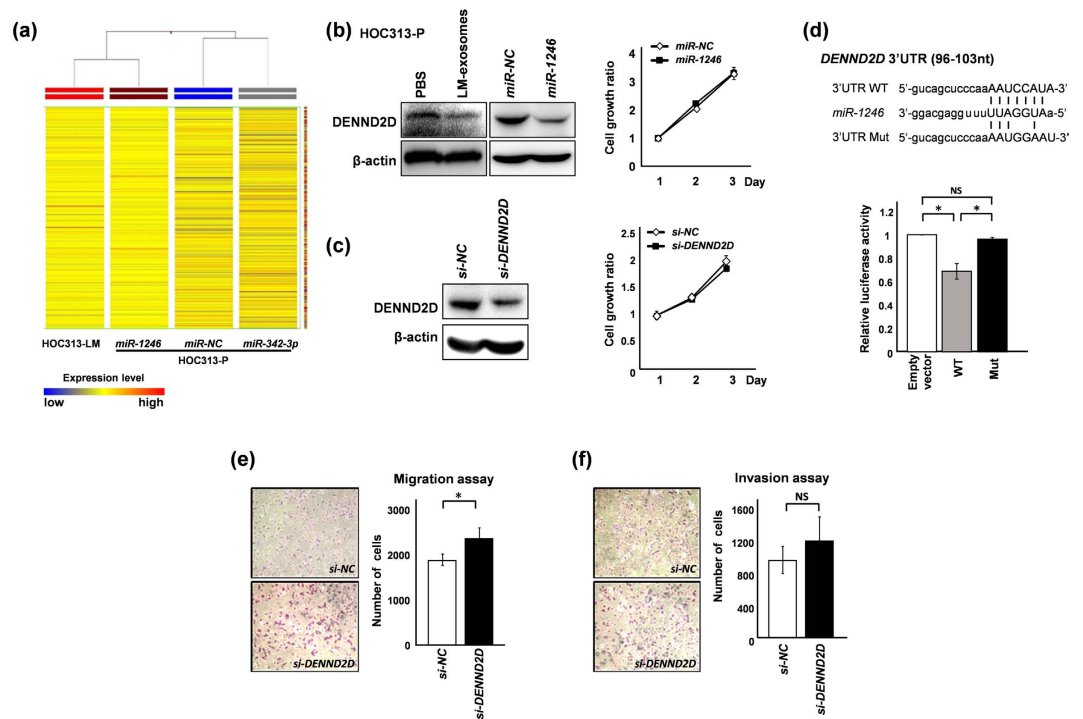 (a)
HOC313-LM miR-1246 miR-NC miR-342-3p
HOC313-P
Expression level
low high
(b)
HOC313-P
PBS
LM-exosomes
miR-NC
miR-1246
DENND2D
β-actin
Cell growth ratio
miR-NC
miR-1246
4
3
2
1
0
1 2 3 Day
(c)
si-NC
si-DENND2D
DENND2D
β-actin
Cell growth ratio
si-NC
si-DENND2D
2.5
2
1.5
1
0.5
0
1 2 3 Day
(d)
DENND2D 3'UTR (96-103nt)
3'UTR WT 5'-gucagcucccaaAAUCCAUA-3'
miR-1246 3'-ggacgagguuuUUAGGUAa-5'
3'UTR Mut 5'-gucagcucccaaAAUGGAAU-3'
Relative luciferase activity
NS
* *
1.2
1
0.8
0.6
0.4
0.2
0
Empty vector
WT
Mut
(e)
si-NC
si-DENND2D
Migration assay
*
Number of cells
3000
2000
1000
0
si-NC
si-DENND2D
(f)
si-NC
si-DENND2D
Invasion assay
NS
Number of cells
1600
1200
800
400
0
si-NC
si-DENND2D